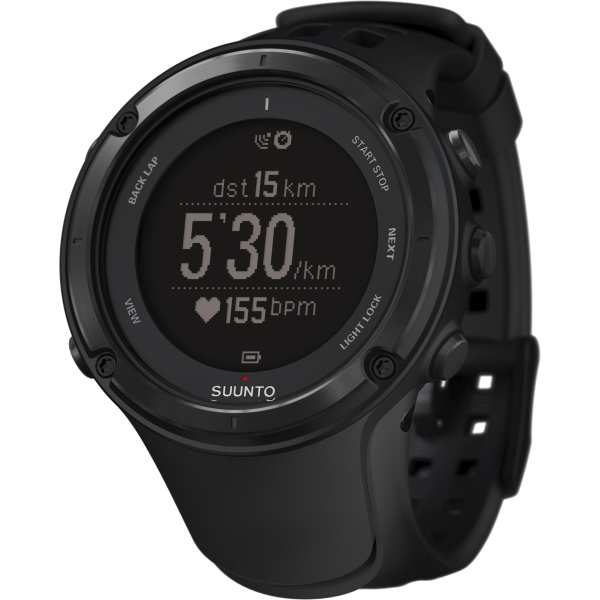 BACK LAP
START STOP
dst 15 km
5'30 /km
NEXT
155 bpm
VIEW
LIGHT LOCK
SUUNTO